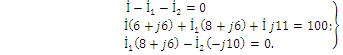 İ − İ₁ − İ₂ = 0
İ(6 + j6) + İ₁(8 + j6) + İ j11 = 100;
İ₁(8 + j6) − İ₂(−j10) = 0.